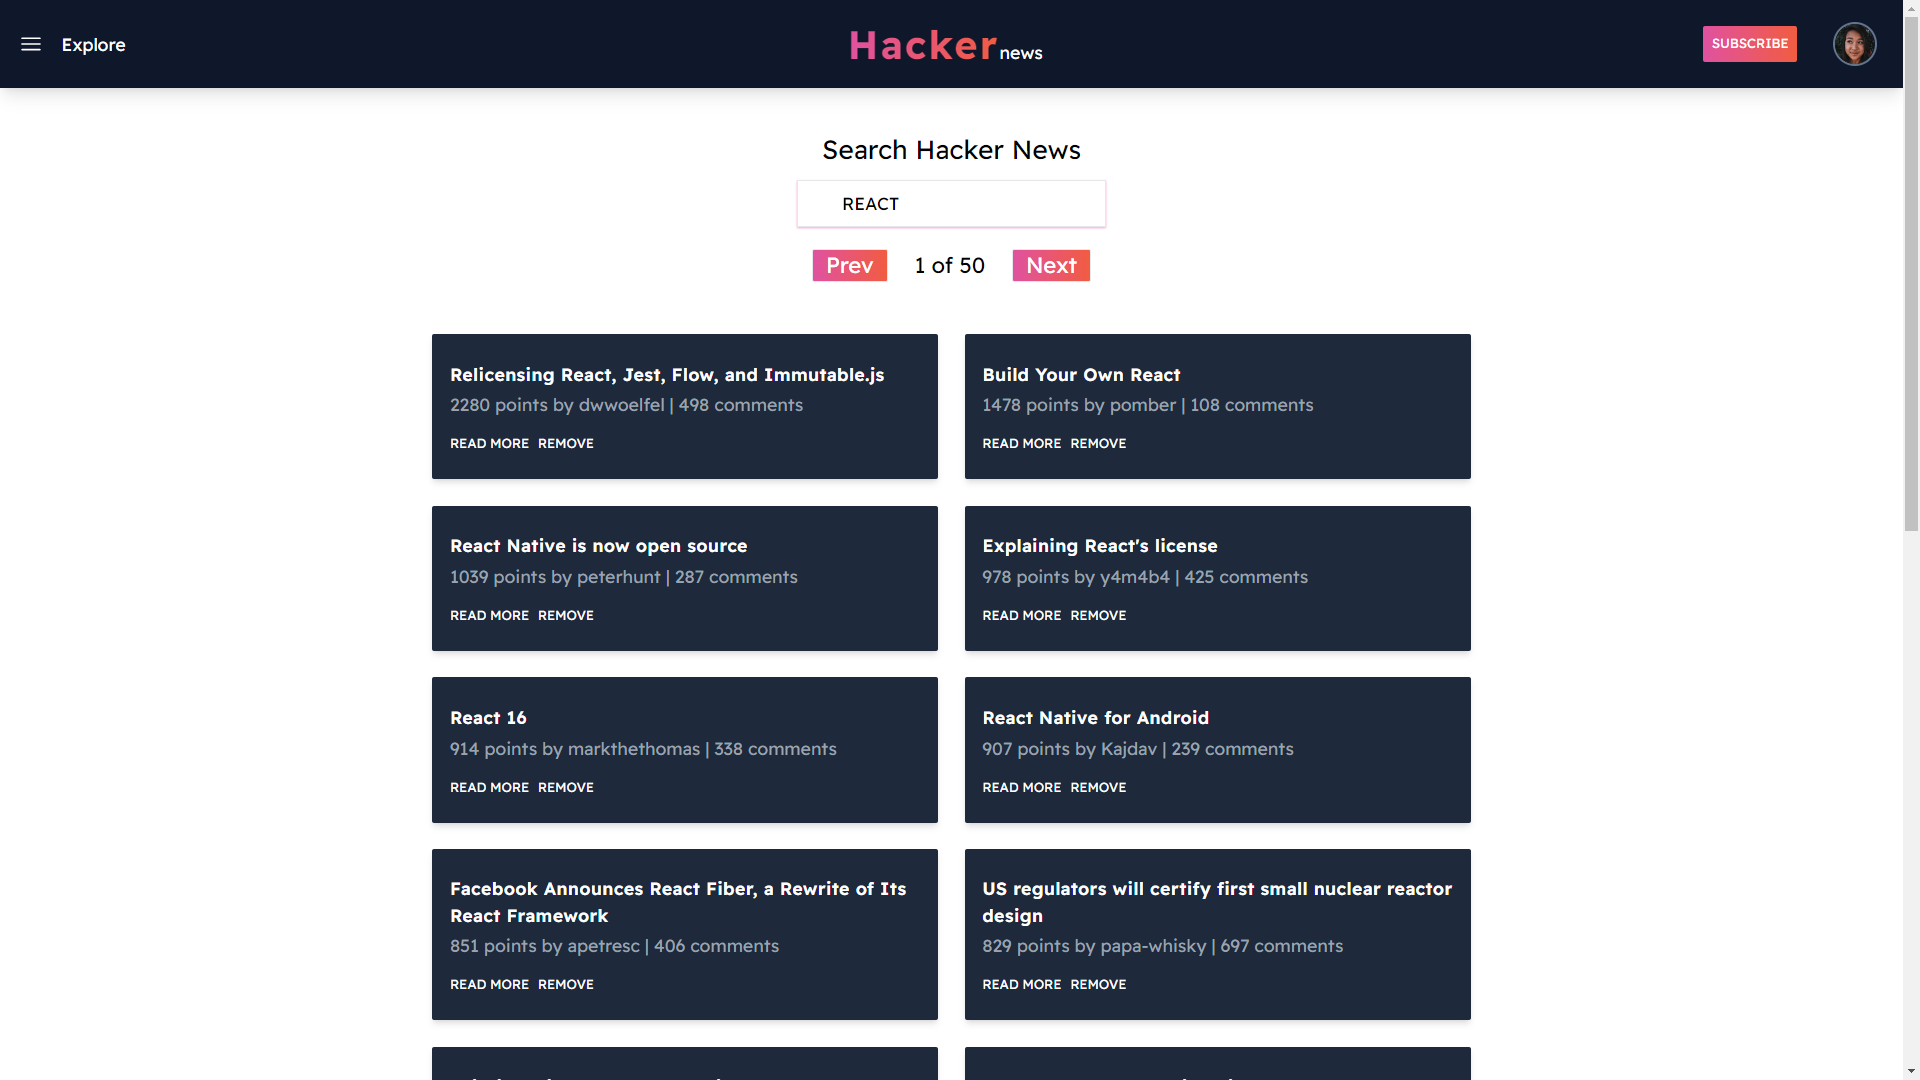 Explore
Hacker news
SUBSCRIBE
Search Hacker News
REACT
Prev 1 of 50 Next
Relicensing React, Jest, Flow, and Immutable.js
2280 points by dwwoelfel | 498 comments
READ MORE REMOVE
Build Your Own React
1478 points by pomber | 108 comments
READ MORE REMOVE
React Native is now open source
1039 points by peterhunt | 287 comments
READ MORE REMOVE
Explaining React's license
978 points by y4m4b4 | 425 comments
READ MORE REMOVE
React 16
914 points by markthethomas | 338 comments
READ MORE REMOVE
React Native for Android
907 points by Kajdav | 239 comments
READ MORE REMOVE
Facebook Announces React Fiber, a Rewrite of Its
React Framework
851 points by apetresc | 406 comments
READ MORE REMOVE
US regulators will certify first small nuclear reactor
design
829 points by papa-whisky | 697 comments
READ MORE REMOVE